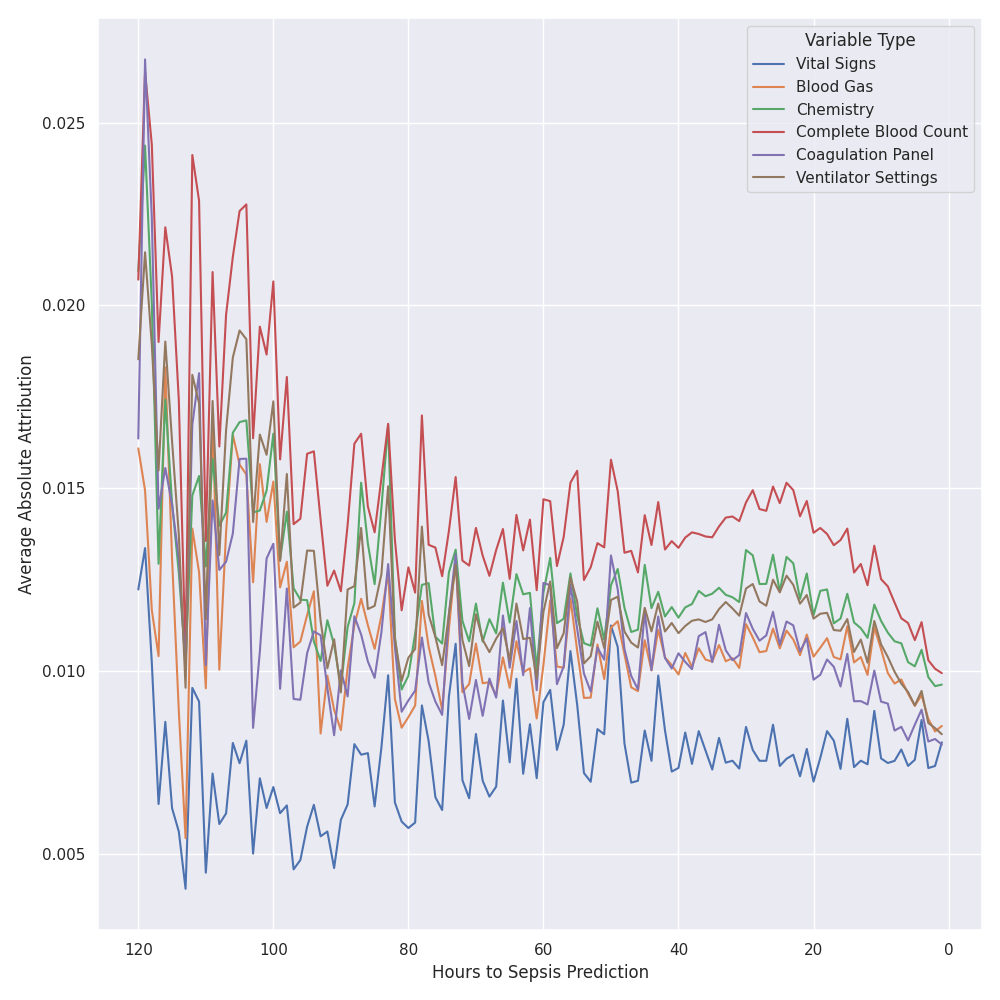 Variable Type
Vital Signs
Blood Gas
Chemistry
Complete Blood Count
Coagulation Panel
Ventilator Settings
0.025
0.020
0.015
0.010
0.005
Average Absolute Attribution
120 100 80 60 40 20 0
Hours to Sepsis Prediction